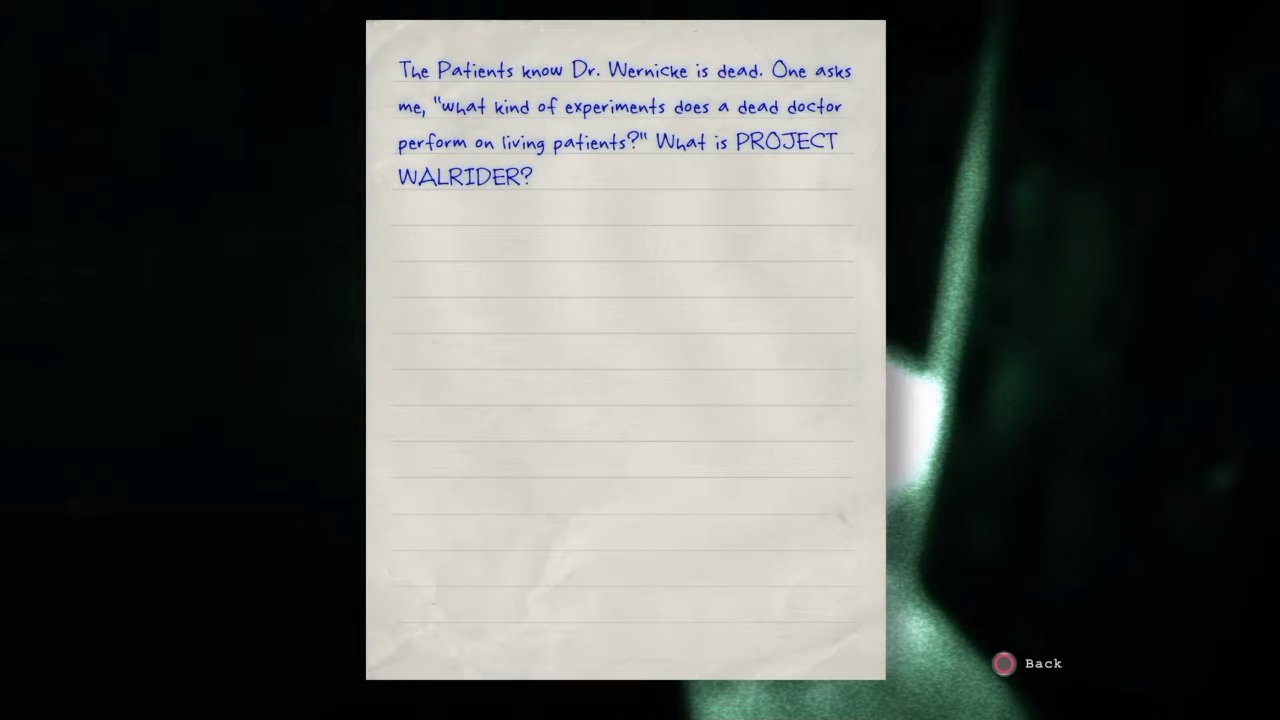 The Patients know Dr. Wernicke is dead. One asks
me, "what kind of experiments does a dead doctor
perform on living patients?" What is PROJECT
WALRIDER?
Back